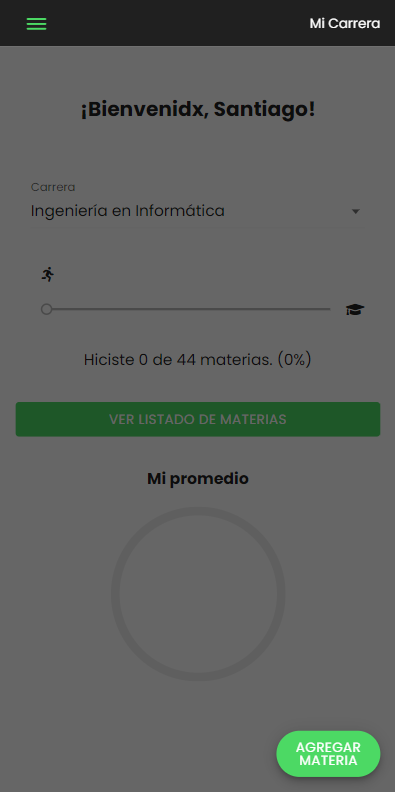 Mi Carrera
¡Bienvenidx, Santiago!
Carrera
Ingeniería en Informática
Hiciste 0 de 44 materias. (0%)
VER LISTADO DE MATERIAS
Mi promedio
AGREGAR
MATERIA